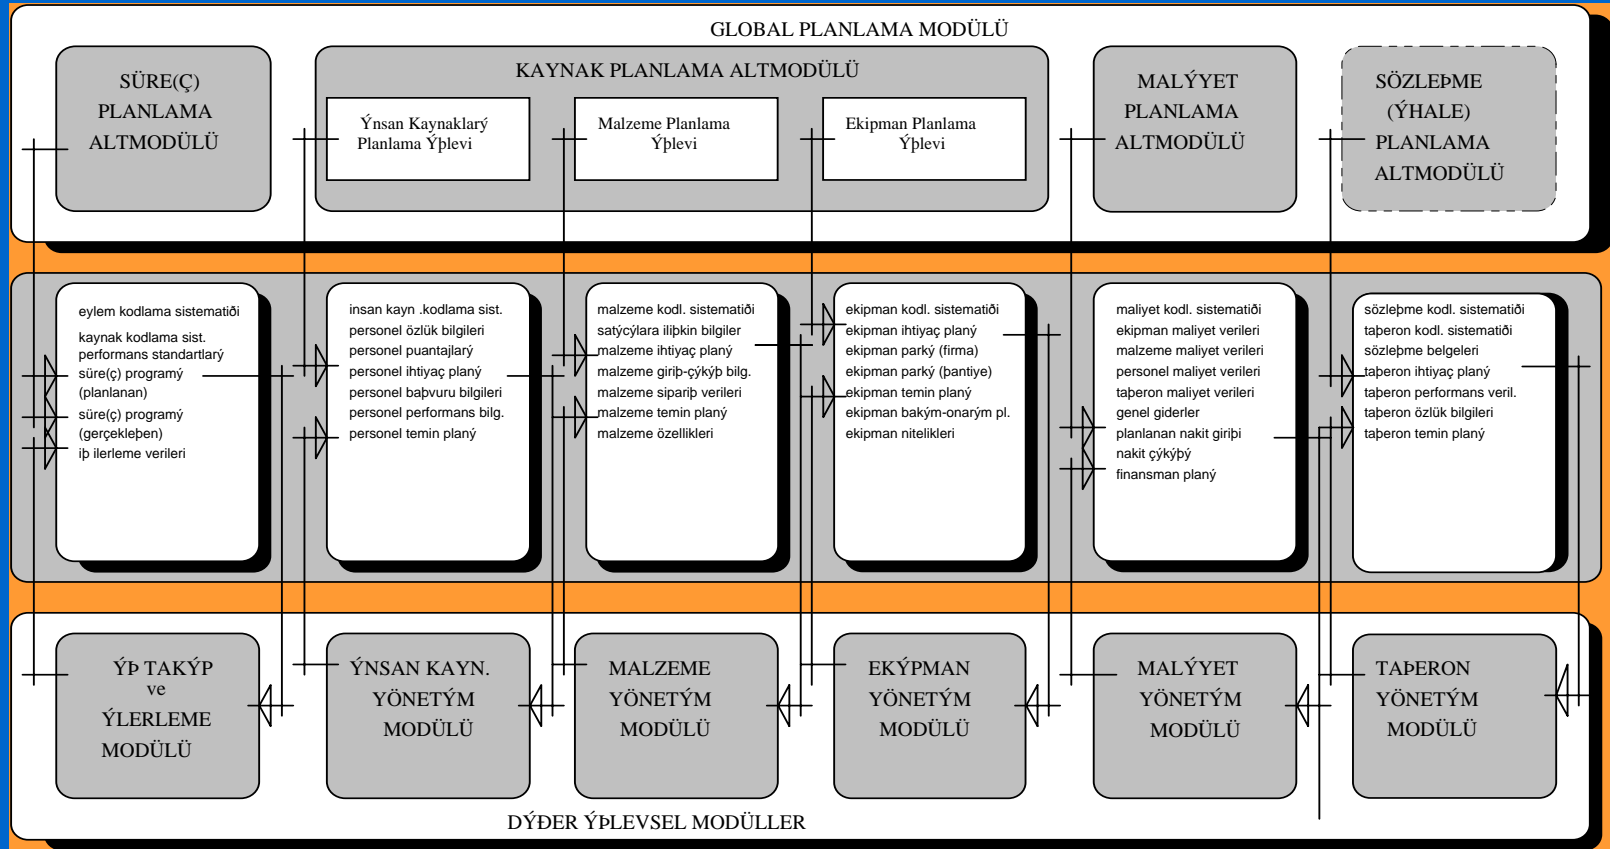 GLOBAL PLANLAMA MODÜLÜ
SÜRE(Ç)
PLANLAMA
ALTMODÜLÜ
KAYNAK PLANLAMA ALTMODÜLÜ
Ýnsan Kaynaklarý
Planlama Ýþlevi
Malzeme Planlama
Ýþlevi
Ekipman Planlama
Ýþlevi
MALÝYET
PLANLAMA
ALTMODÜLÜ
SÖZLEÞME
(ÝHALE)
PLANLAMA
ALTMODÜLÜ
eylem kodlama sistematiði
kaynak kodlama sist.
performans standartlarý
süre(ç) programý
(planlanan)
süre(ç) programý
(gerçekleþen)
iþ ilerleme verileri
insan kayn .kodlama sist.
personel özlük bilgileri
personel puantajlarý
personel ihtiyaç planý
personel baþvuru bilgileri
personel performans bilg.
personel temin planý
malzeme kodl. sistematiði
satýcýlara iliþkin bilgiler
malzeme ihtiyaç planý
malzeme giriþ-çýkýþ bilg.
malzeme sipariþ verileri
malzeme temin planý
malzeme özellikleri
ekipman kodl. sistematiði
ekipman ihtiyaç planý
ekipman parký (firma)
ekipman parký (þantiye)
ekipman temin planý
ekipman bakým-onarým pl.
ekipman nitelikleri
maliyet kodl. sistematiði
ekipman maliyet verileri
malzeme maliyet verileri
personel maliyet verileri
taþeron maliyet verileri
genel giderler
planlanan nakit giriþi
nakit çýkýþý
finansman planý
sözleþme kodl. sistematiði
taþeron kodl. sistematiði
sözleþme belgeleri
taþeron ihtiyaç planý
taþeron performans veril.
taþeron özlük bilgileri
taþeron temin planý
ÝÞ TAKÝP
ve
ÝLERLEME
MODÜLÜ
ÝNSAN KAYN.
YÖNETÝM
MODÜLÜ
MALZEME
YÖNETÝM
MODÜLÜ
EKÝPMAN
YÖNETÝM
MODÜLÜ
MALÝYET
YÖNETÝM
MODÜLÜ
TAÞERON
YÖNETÝM
MODÜLÜ
DÝÐER ÝÞLEVSEL MODÜLLER